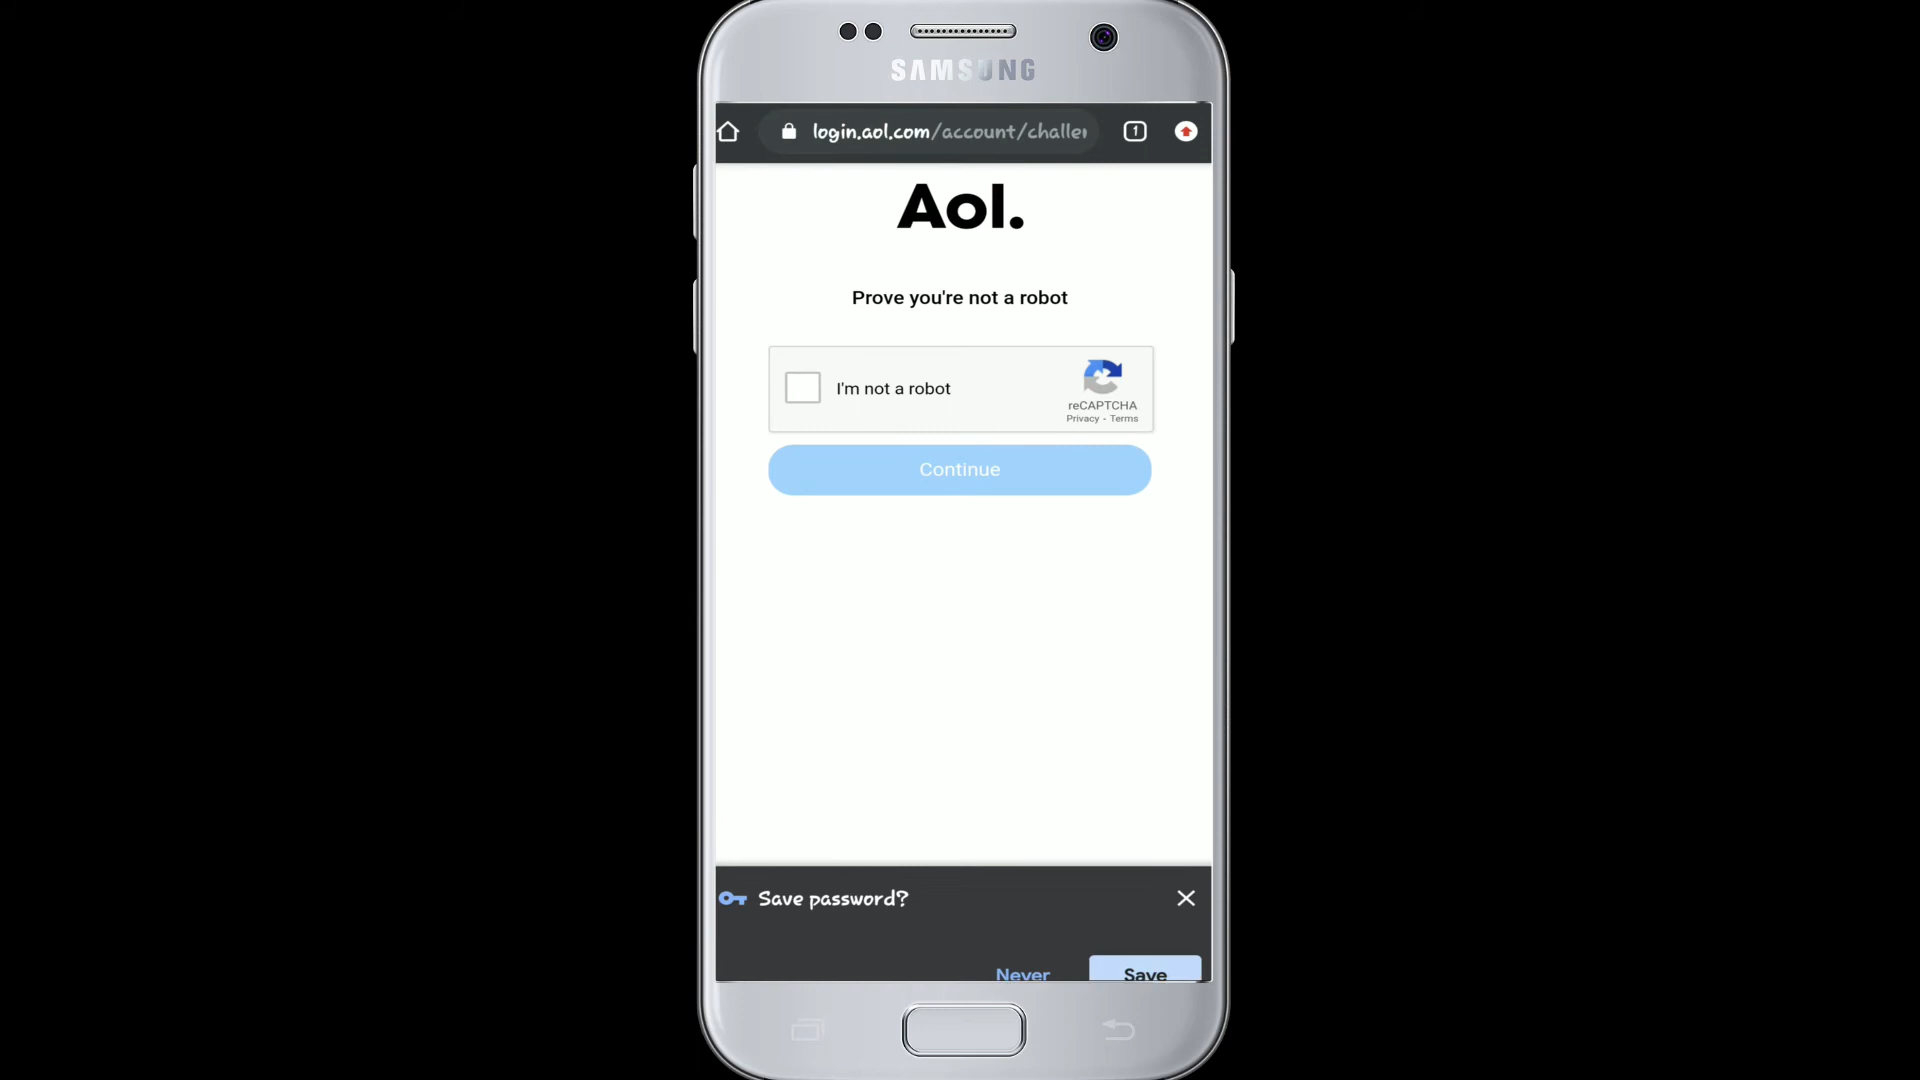 SAMSUNG
login.aol.com/account/challe
1
Aol.
Prove you're not a robot
I'm not a robot
reCAPTCHA
Privacy - Terms
Continue
Save password?
Never
Save